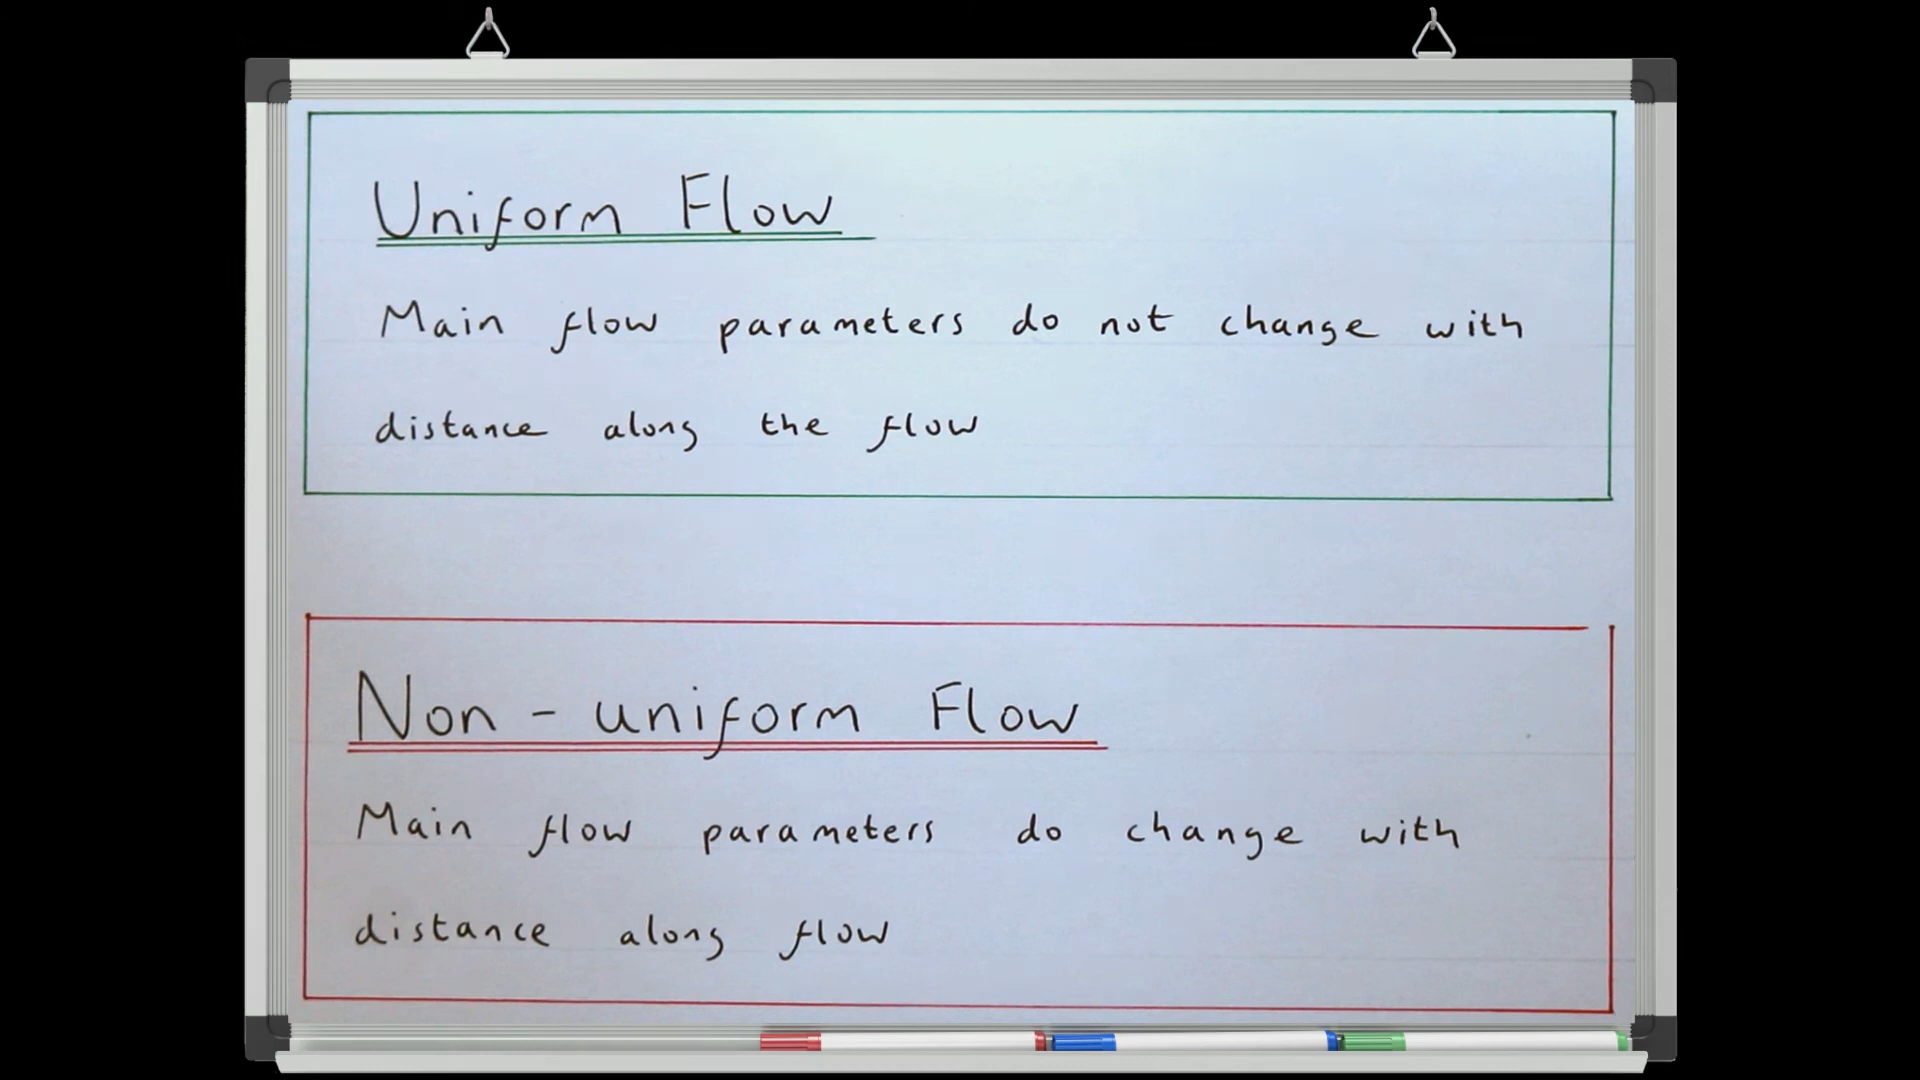 Uniform Flow
Main flow parameters do not change with
distance along the flow
Non - uniform Flow
Main flow parameters do change with
distance along flow